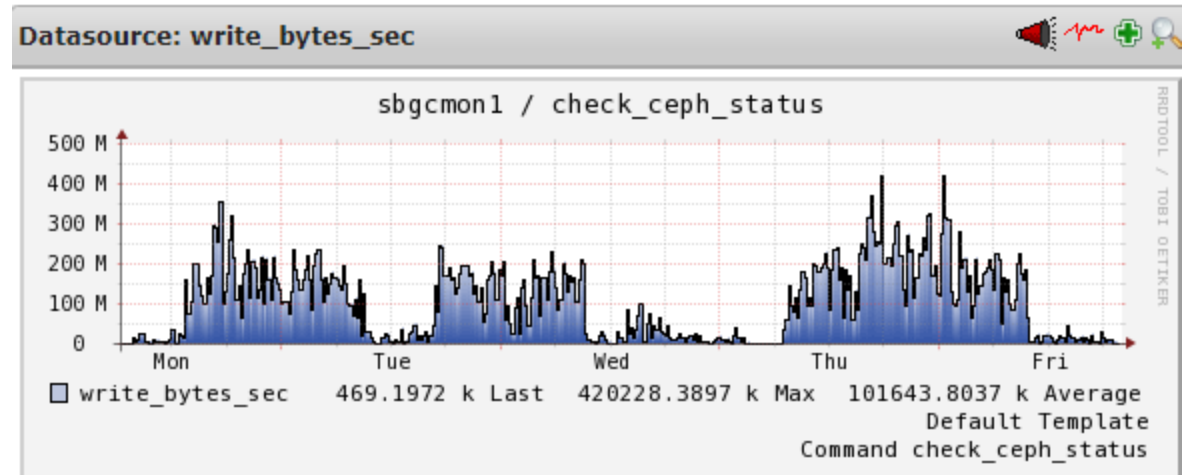 Datasource: write_bytes_sec
sbgcmon1 / check_ceph_status
RRDTOOL / TOBI OETIKER
500 M
400 M
300 M
200 M
100 M
0
Mon Tue Wed Thu Fri
write_bytes_sec 469.1972 k Last 420228.3897 k Max 101643.8037 k Average
Default Template
Command check_ceph_status